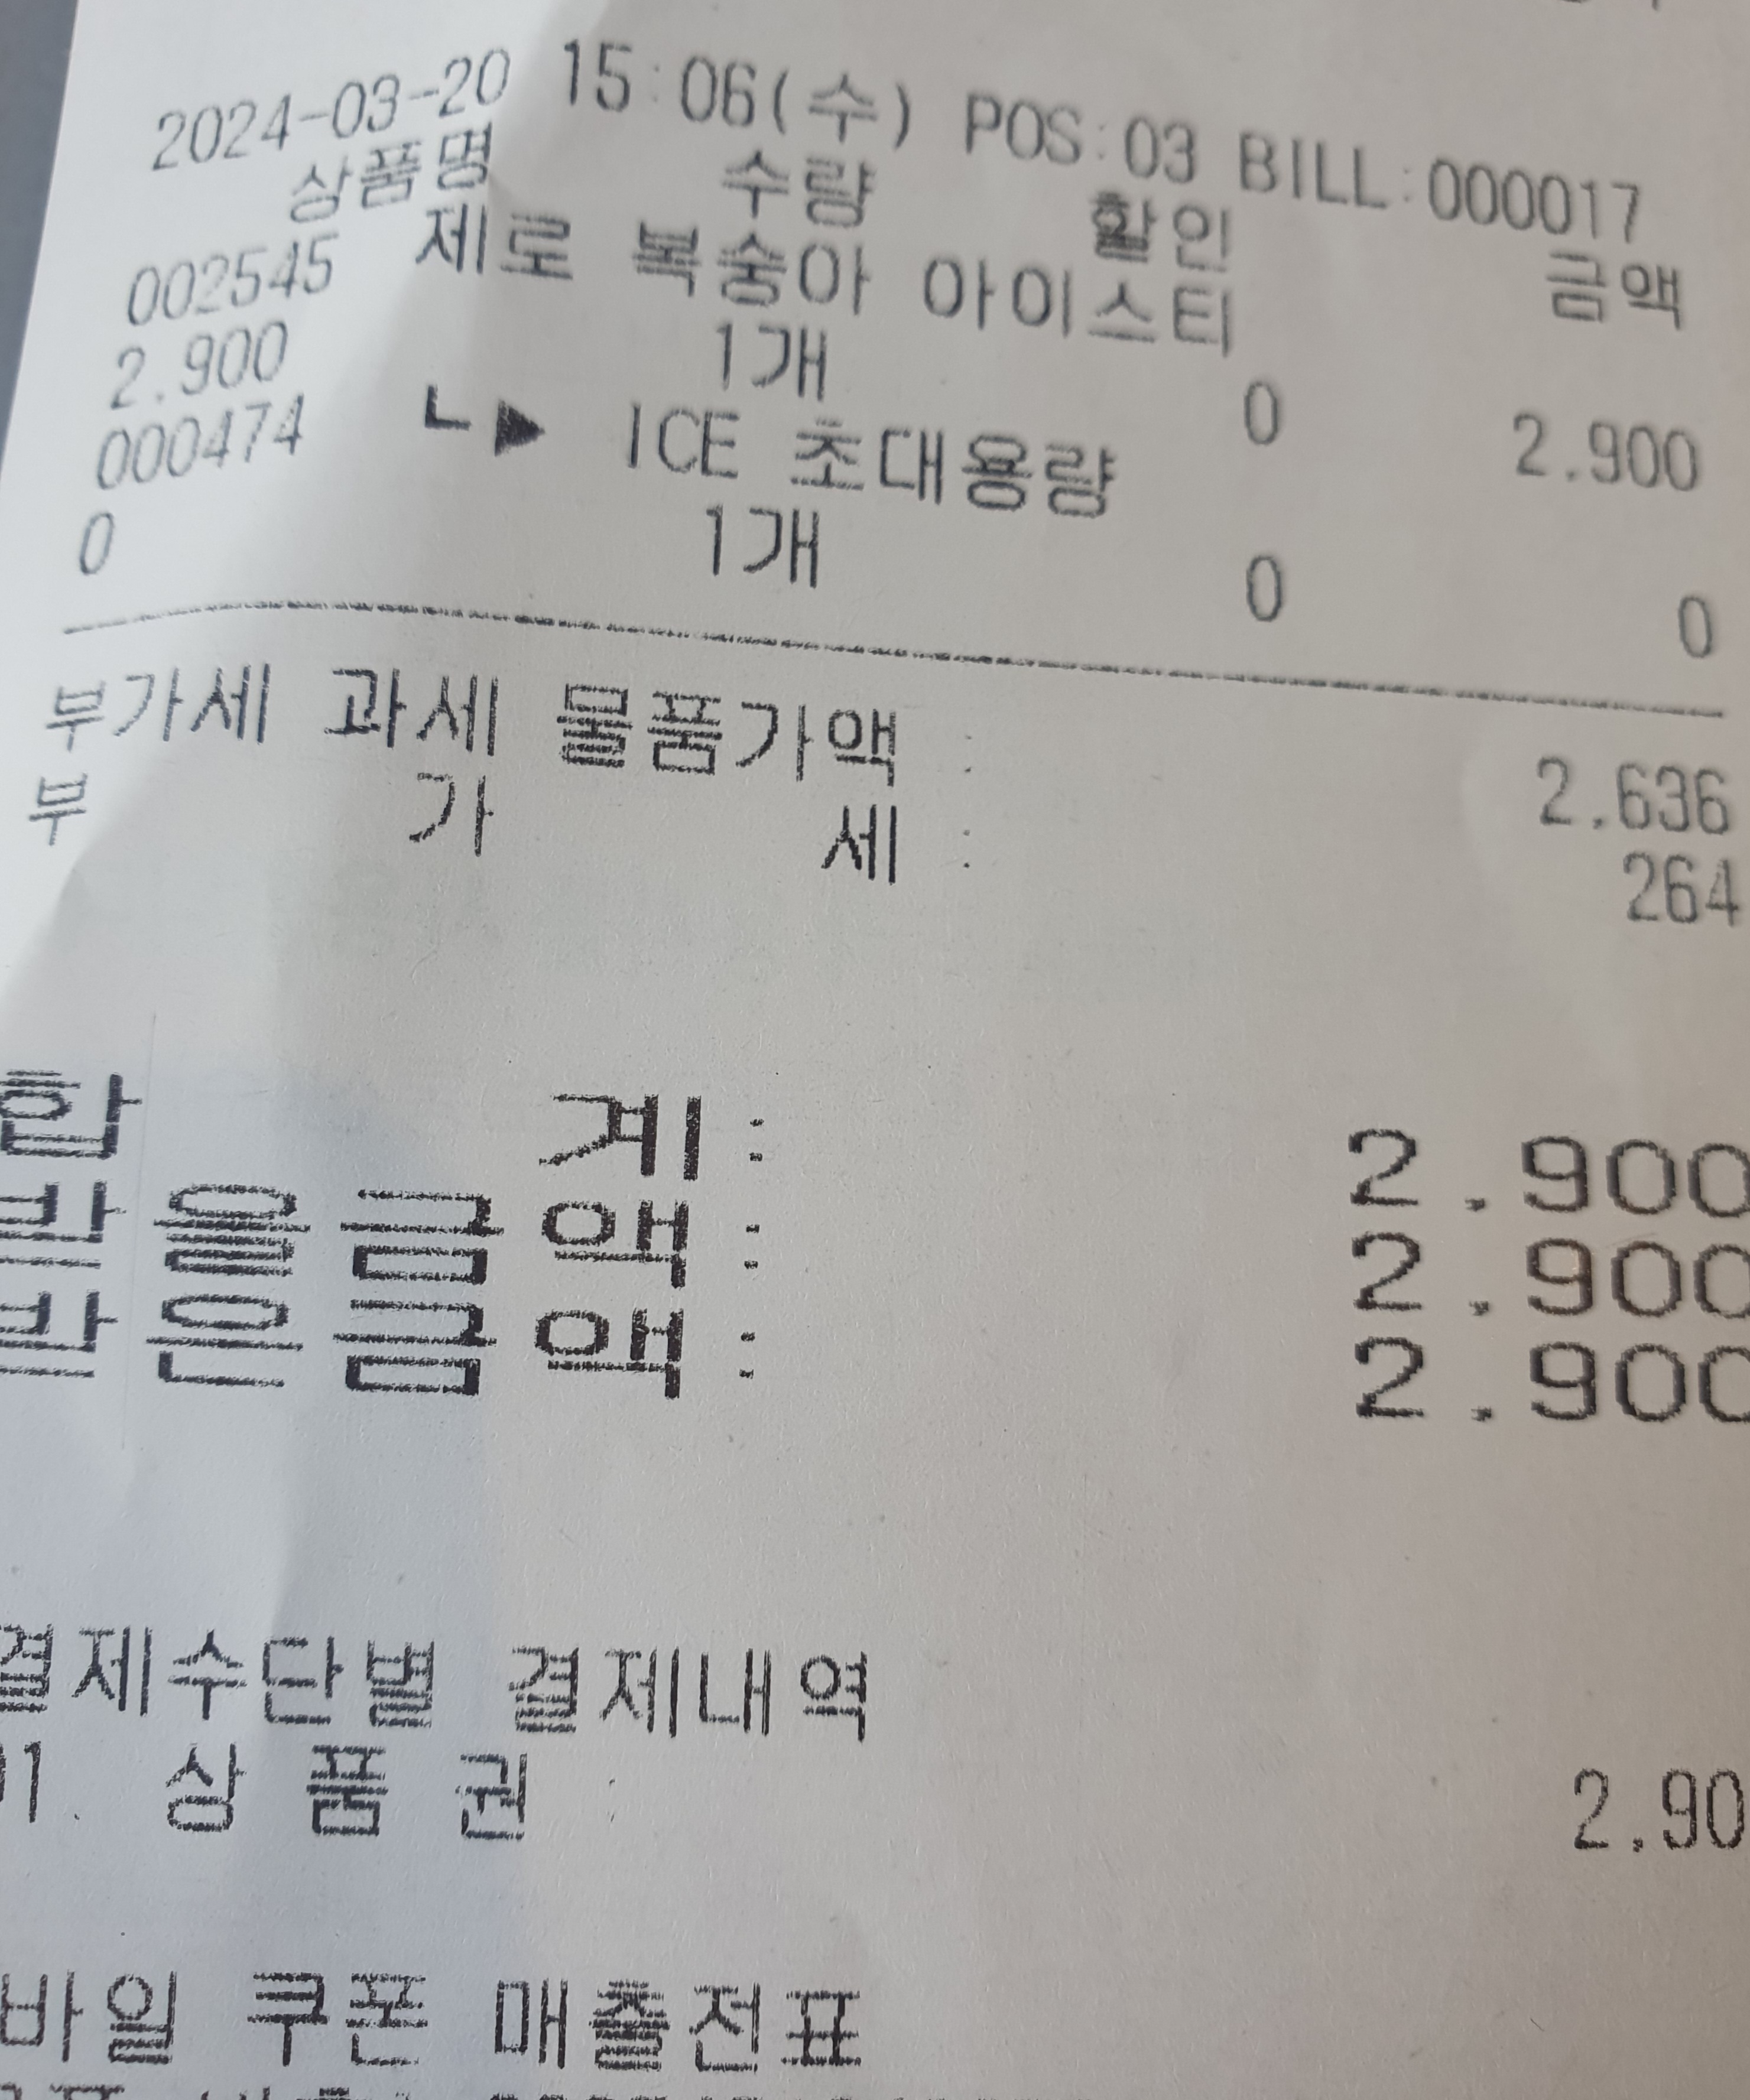 2024-03-20 15:06(수) POS:03 BILL:000017
상품명 수량 할인 금액
002545 제로 복숭아 아이스티
2.900 1개 0 2.900
000474 ┗▶ ICE 초대용량
0 1개 0 0
부가세 과세 물품가액 : 2.636
부 가 세 : 264
합 계: 2.900
받을금액: 2.900
받은금액: 2.900
결제수단별 결제내역
01. 상 품 권 2.90
바일 쿠폰 매출전표